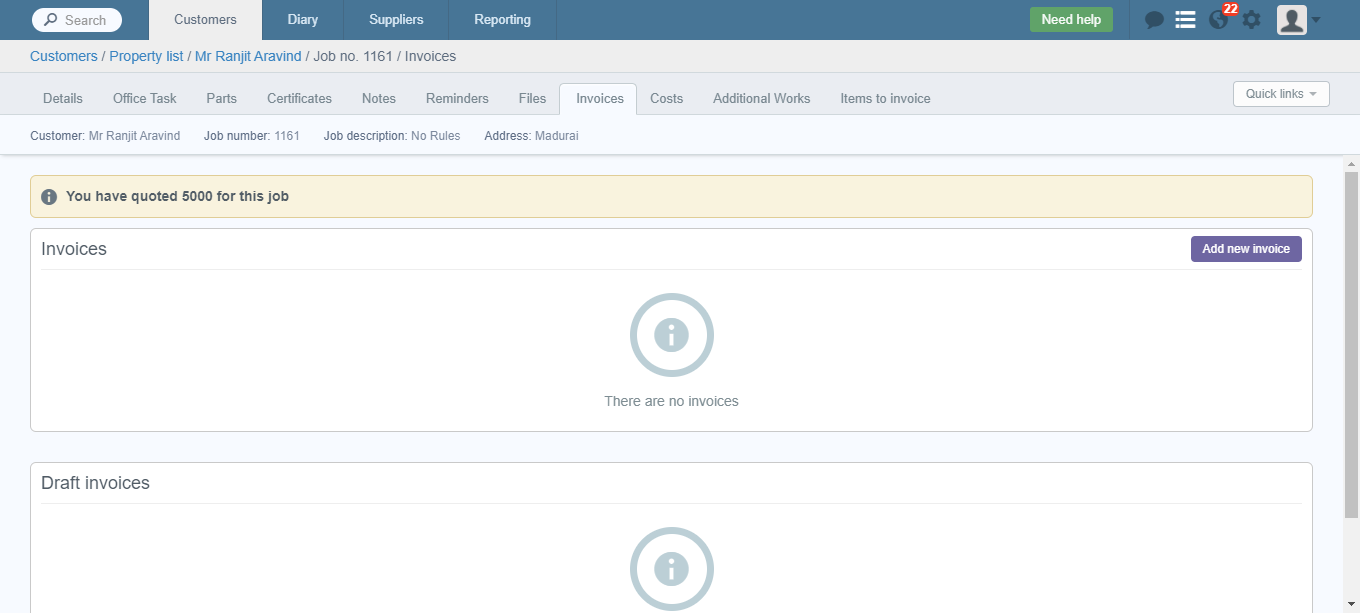 Search Customers Diary Suppliers Reporting Need help 22
Customers / Property list / Mr Ranjit Aravind / Job no. 1161 / Invoices
Details Office Task Parts Certificates Notes Reminders Files Invoices Costs Additional Works Items to invoice Quick links
Customer: Mr Ranjit Aravind Job number: 1161 Job description: No Rules Address: Madurai
You have quoted 5000 for this job
Invoices Add new invoice
There are no invoices
Draft invoices